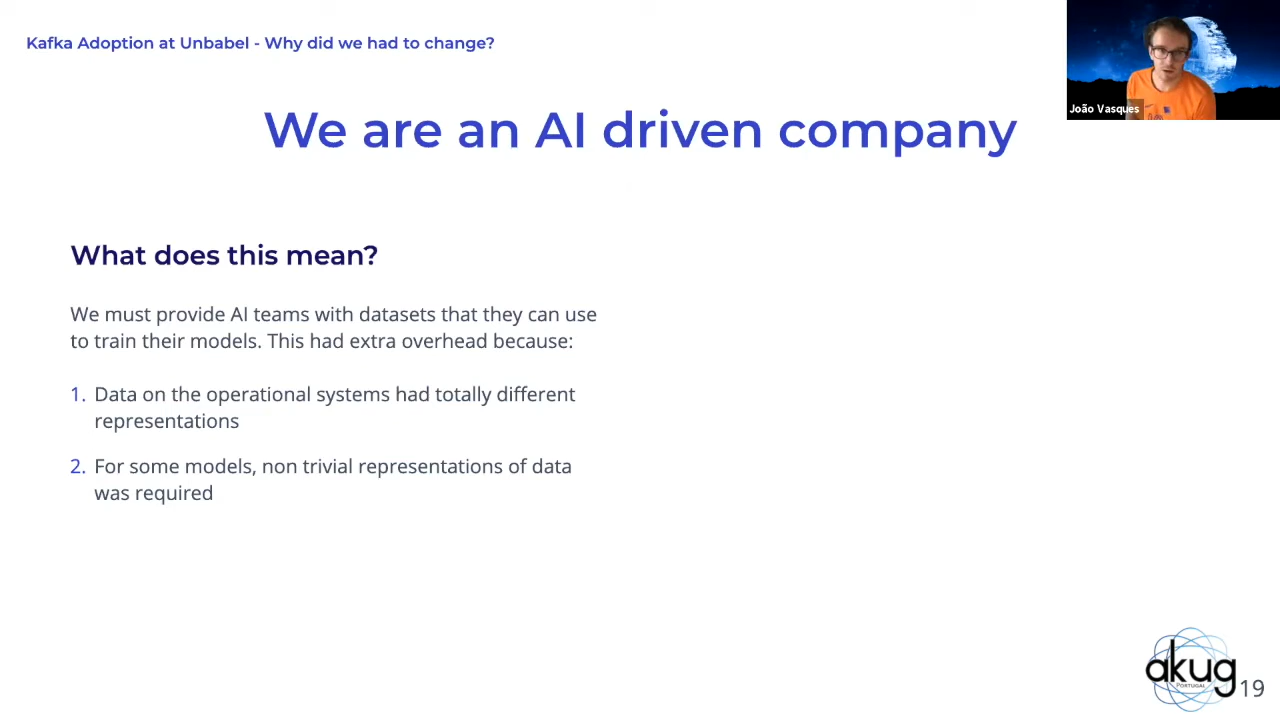 Kafka Adoption at Unbabel - Why did we had to change?
João Vasques
We are an AI driven company
What does this mean?
We must provide AI teams with datasets that they can use
to train their models. This had extra overhead because:
1. Data on the operational systems had totally different
representations
2. For some models, non trivial representations of data
was required
akug
PORTUGAL
19